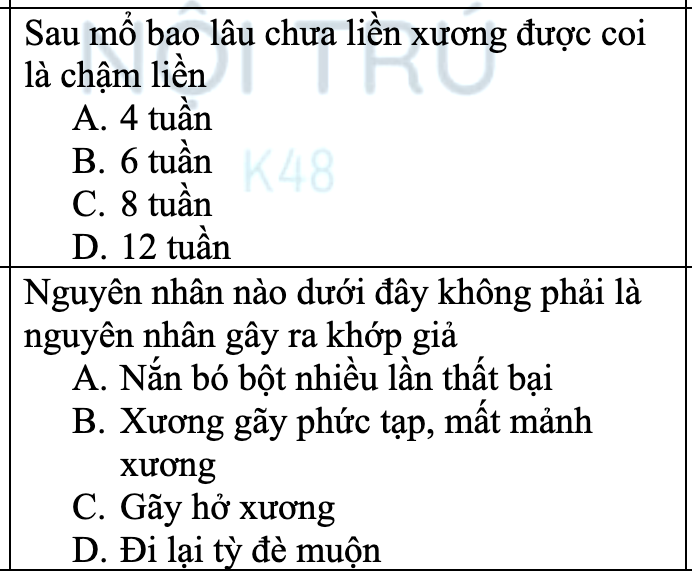 NỘI TRÚ
Sau mổ bao lâu chưa liền xương được coi
là chậm liền
A. 4 tuần
B. 6 tuần
K48
C. 8 tuần
D. 12 tuần
Nguyên nhân nào dưới đây không phải là
nguyên nhân gây ra khớp giả
A. Nắn bó bột nhiều lần thất bại
B. Xương gãy phức tạp, mất mảnh
xương
C. Gãy hở xương
D. Đi lại tỳ đè muộn